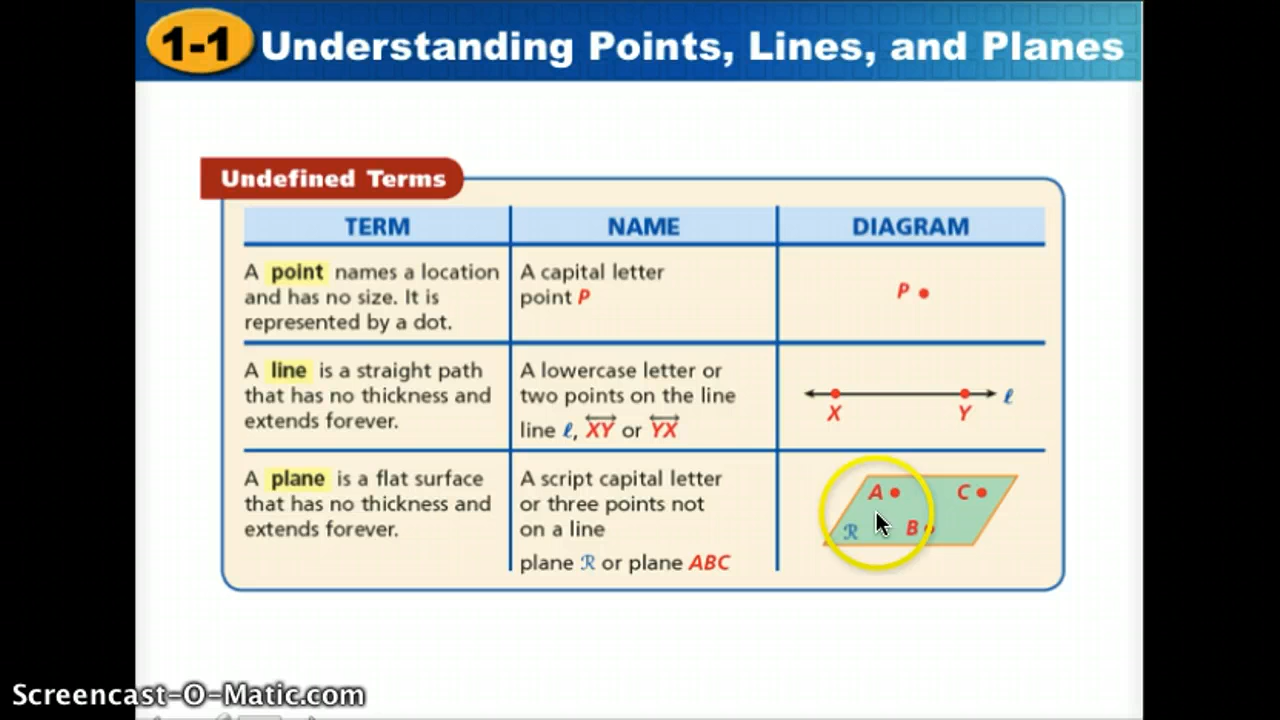 1-1 Understanding Points, Lines, and Planes
Undefined Terms
TERM NAME DIAGRAM
A point names a location
and has no size. It is
represented by a dot.
A capital letter
point P
P
A line is a straight path
that has no thickness and
extends forever.
A lowercase letter or
two points on the line
line ℓ, XY or YX
X Y ℓ
A plane is a flat surface
that has no thickness and
extends forever.
A script capital letter
or three points not
on a line
plane ℛ or plane ABC
A C
ℛ B
Screencast-O-Matic.com